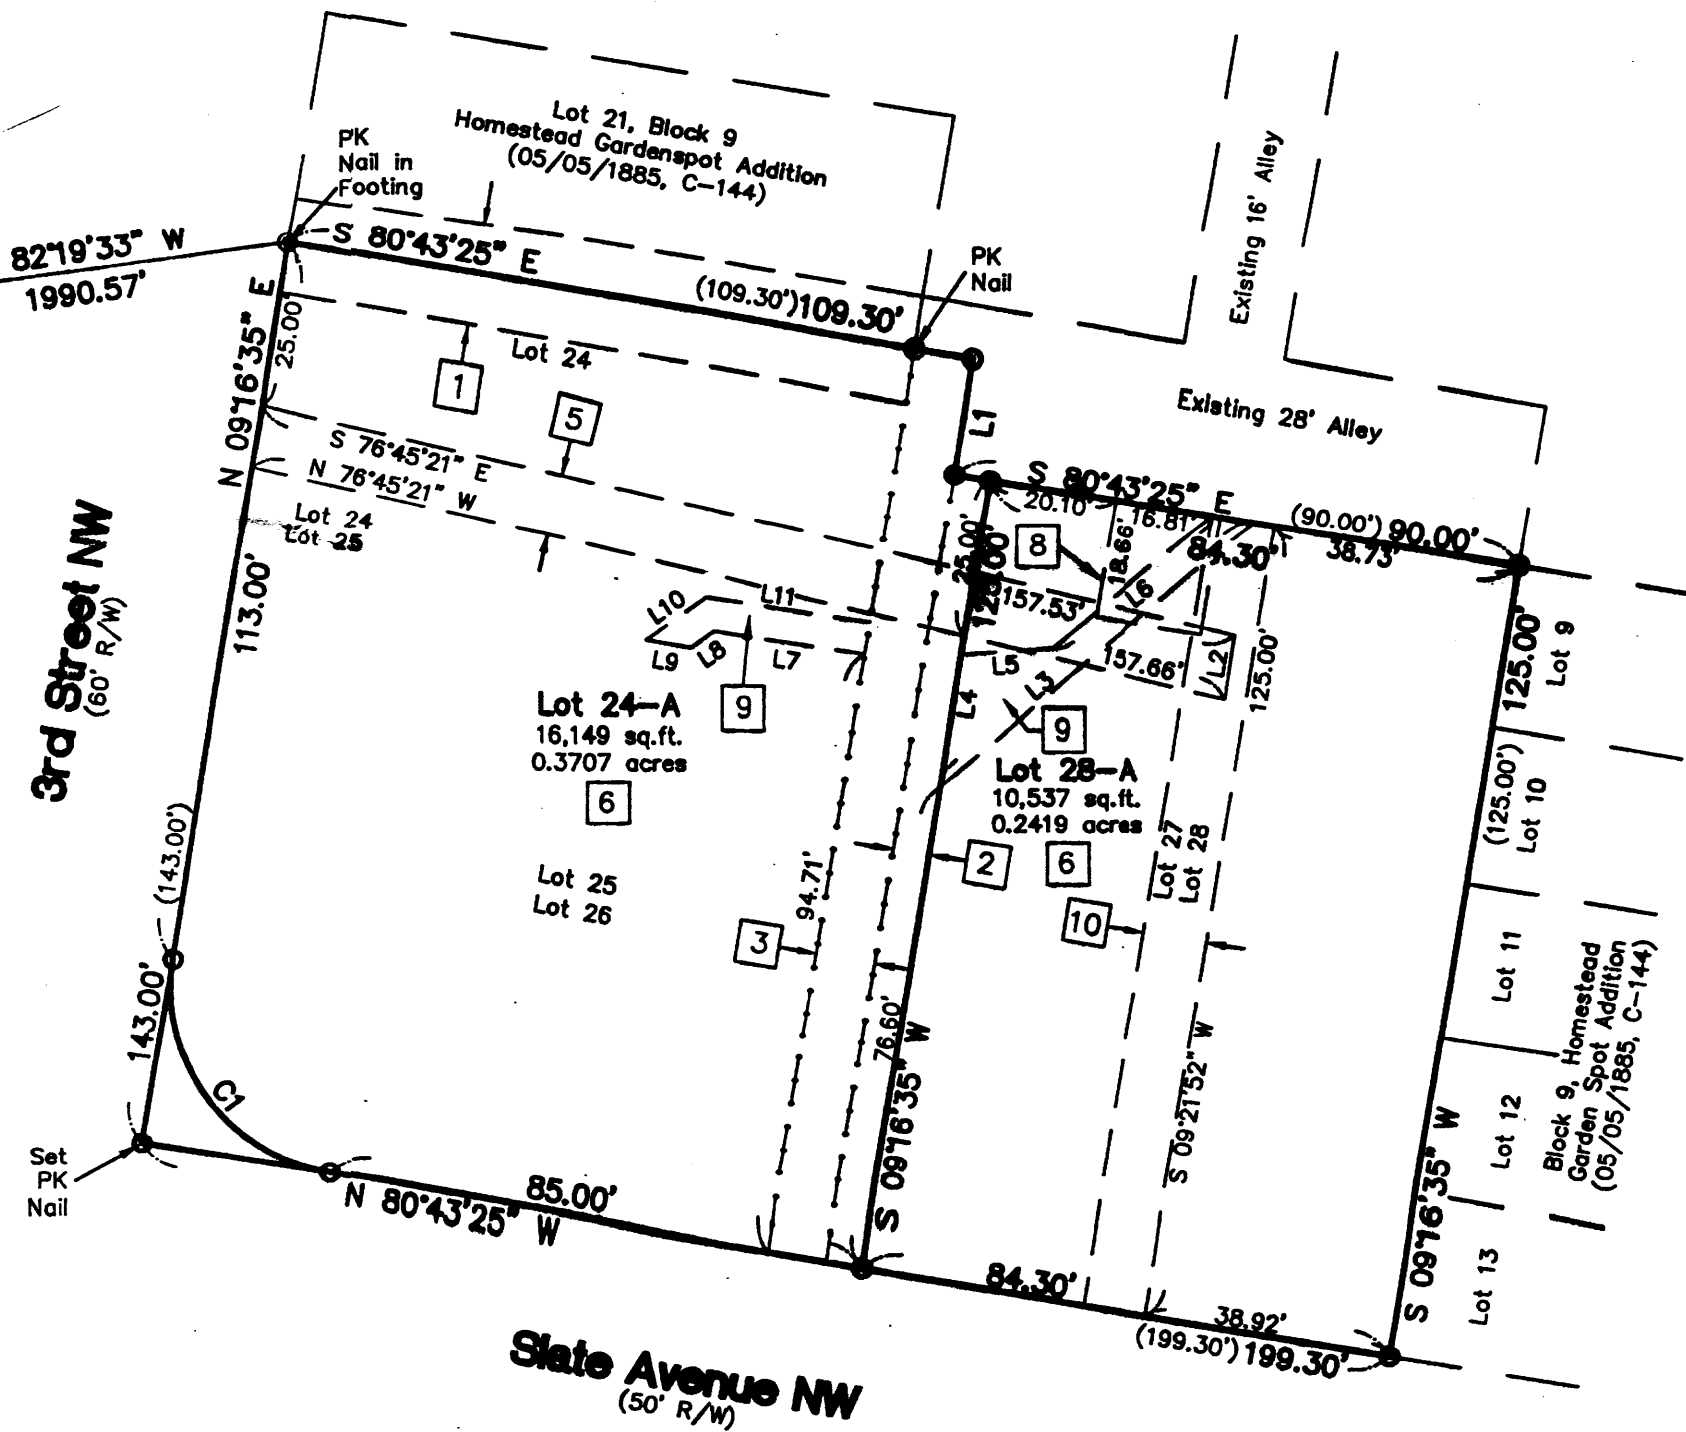 Lot 21, Block 9
Homestead Gardenspot Addition
(05/05/1885, C-144)
PK
Nail in
Footing
82°19'33" W
1990.57'
S 80°43'25" E
(109.30') 109.30'
PK
Nail
Existing 16' Alley
Existing 28' Alley
N 09°16'35" E
25.00'
Lot 24
1
5
L1
S 76°45'21" E
N 76°45'21" W
Lot 24
Lot 25
S 80°43'25" E
20.10'
16.81'
(90.00') 90.00'
84.30'
38.73'
8
18.66'
25.00'
157.53'
L6
L10
L11
L9
L8
L7
9
L5
157.66'
L2
L3
L4
9
125.00'
125.00'
Lot 9
3rd Street NW
(60' R/W)
113.00'
Lot 24-A
16,149 sq.ft.
0.3707 acres
6
Lot 28-A
10,537 sq.ft.
0.2419 acres
2
6
10
Lot 27
Lot 28
(125.00')
Lot 10
(143.00')
Lot 25
Lot 26
94.71'
3
Lot 11
143.00'
C1
76.60'
S 09°16'35" W
S 09°21'52" W
S 09°16'35" W
Lot 12
Block 9, Homestead
Garden Spot Addition
(05/05/1885, C-144)
Lot 13
Set
PK
Nail
85.00'
N 80°43'25" W
84.30'
38.92'
(199.30') 199.30'
Slate Avenue NW
(50' R/W)